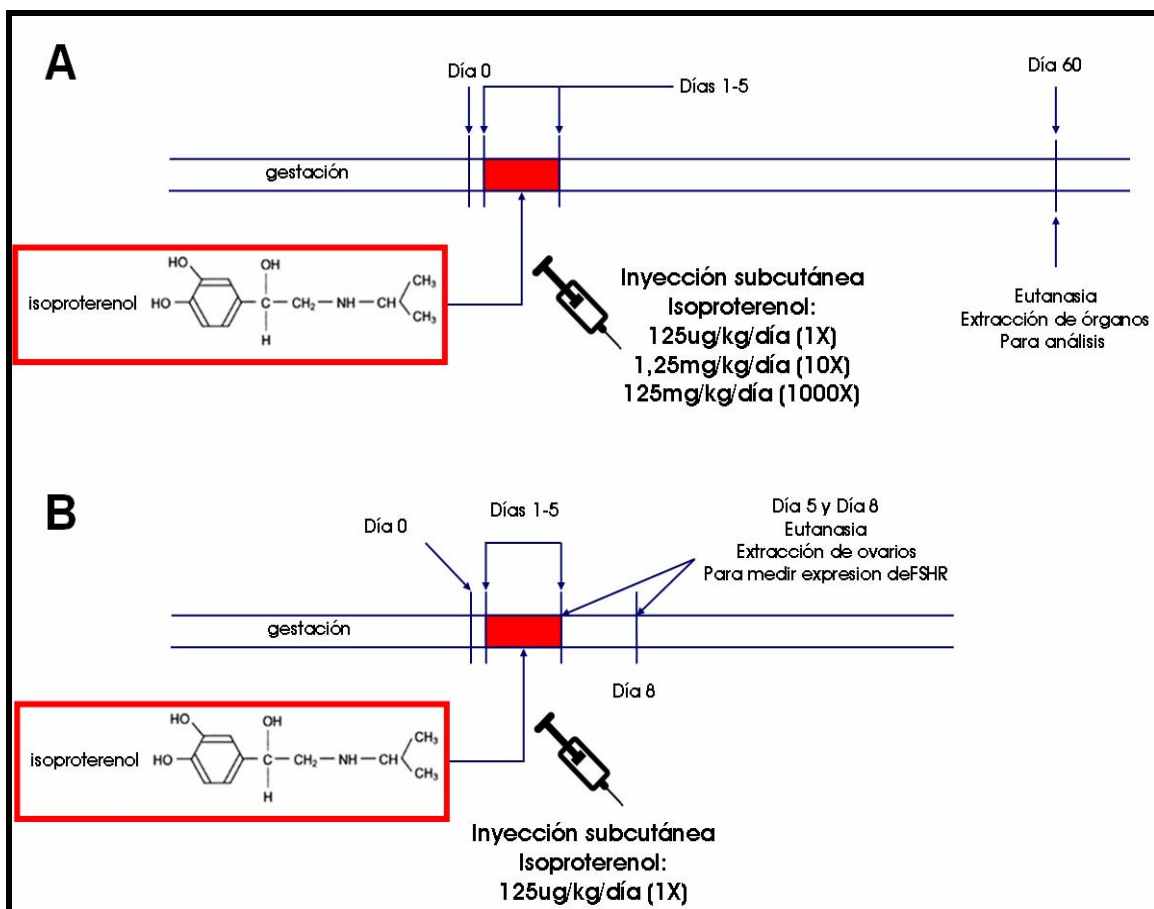 A
Día 0
Días 1-5
Día 60
gestación
isoproterenol
HO
HO
OH
H
CH2
NH
CH
CH3
CH3
Inyección subcutánea
Isoproterenol:
125ug/kg/día (1X)
1,25mg/kg/día (10X)
125mg/kg/día (1000X)
Eutanasia
Extracción de órganos
Para análisis
B
Día 0
Días 1-5
Día 5 y Día 8
Eutanasia
Extracción de ovarios
Para medir expresion deFSHR
gestación
Día 8
isoproterenol
HO
HO
OH
H
CH2
NH
CH
CH3
CH3
Inyección subcutánea
Isoproterenol:
125ug/kg/día (1X)